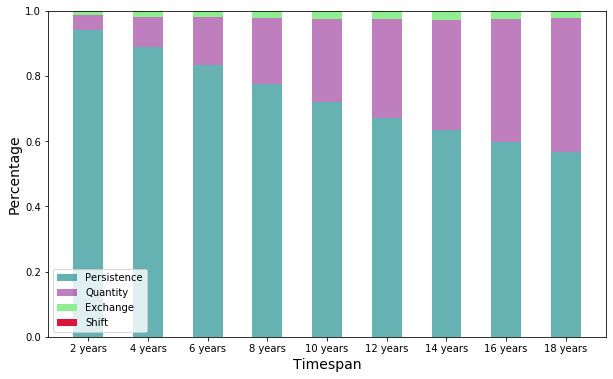 1.0
0.8
0.6
0.4
0.2
0.0
Percentage
Persistence
Quantity
Exchange
Shift
2 years 4 years 6 years 8 years 10 years 12 years 14 years 16 years 18 years
Timespan